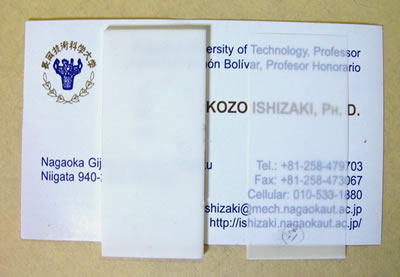 長岡技術科学大学
ersity of Technology, Professor
ón Bolívar, Profesor Honorario
KOZO ISHIZAKI, PH. D.
Nagaoka Gij u Tel.: +81-258-479703
Niigata 940- Fax: +81-258-473067
Cellular: 010-533-1880
shizaki@mech.nagaokaut.ac.jp
http://ishizaki.nagaokaut.ac.jp/